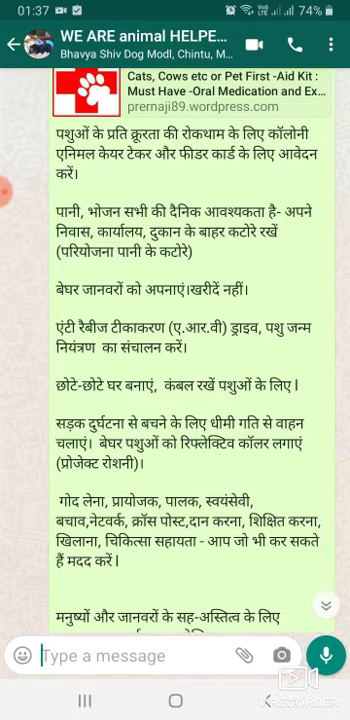 01:37
74%
WE ARE animal HELPE...
Bhavya Shiv Dog Modl, Chintu, M...
Cats, Cows etc or Pet First -Aid Kit :
Must Have -Oral Medication and Ex...
prernaji89.wordpress.com
पशुओं के प्रति क्रूरता की रोकथाम के लिए कॉलोनी
एनिमल केयर टेकर और फीडर कार्ड के लिए आवेदन
करें।
पानी, भोजन सभी की दैनिक आवश्यकता है- अपने
निवास, कार्यालय, दुकान के बाहर कटोरे रखें
(परियोजना पानी के कटोरे)
बेघर जानवरों को अपनाएं।खरीदें नहीं।
एंटी रैबीज टीकाकरण (ए.आर.वी) ड्राइव, पशु जन्म
नियंत्रण का संचालन करें।
छोटे-छोटे घर बनाएं, कंबल रखें पशुओं के लिए l
सड़क दुर्घटना से बचने के लिए धीमी गति से वाहन
चलाएं। बेघर पशुओं को रिफ्लेक्टिव कॉलर लगाएं
(प्रोजेक्ट रोशनी)।
गोद लेना, प्रायोजक, पालक, स्वयंसेवी,
बचाव,नेटवर्क, क्रॉस पोस्ट,दान करना, शिक्षित करना,
खिलाना, चिकित्सा सहायता - आप जो भी कर सकते
हैं मदद करें l
मनुष्यों और जानवरों के सह-अस्तित्व के लिए
Type a message
VIRECORDER